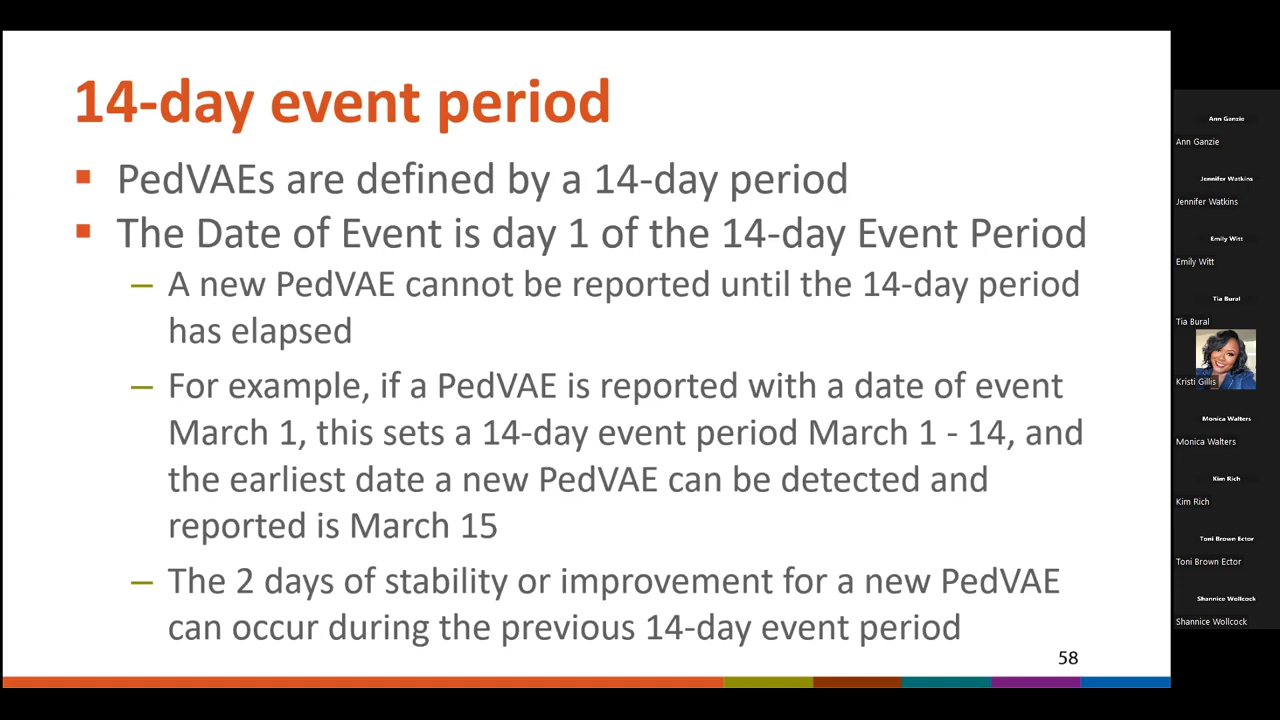 14-day event period
▪ PedVAEs are defined by a 14-day period
▪ The Date of Event is day 1 of the 14-day Event Period
– A new PedVAE cannot be reported until the 14-day period
has elapsed
– For example, if a PedVAE is reported with a date of event
March 1, this sets a 14-day event period March 1 - 14, and
the earliest date a new PedVAE can be detected and
reported is March 15
– The 2 days of stability or improvement for a new PedVAE
can occur during the previous 14-day event period
58
Ann Ganzie
Ann Ganzie
Jennifer Watkins
Jennifer Watkins
Emily Witt
Emily Witt
Tia Bural
Tia Bural
Kristi Gillis
Monica Walters
Monica Walters
Kim Rich
Kim Rich
Toni Brown Ector
Toni Brown Ector
Shannice Wollcock
Shannice Wollcock